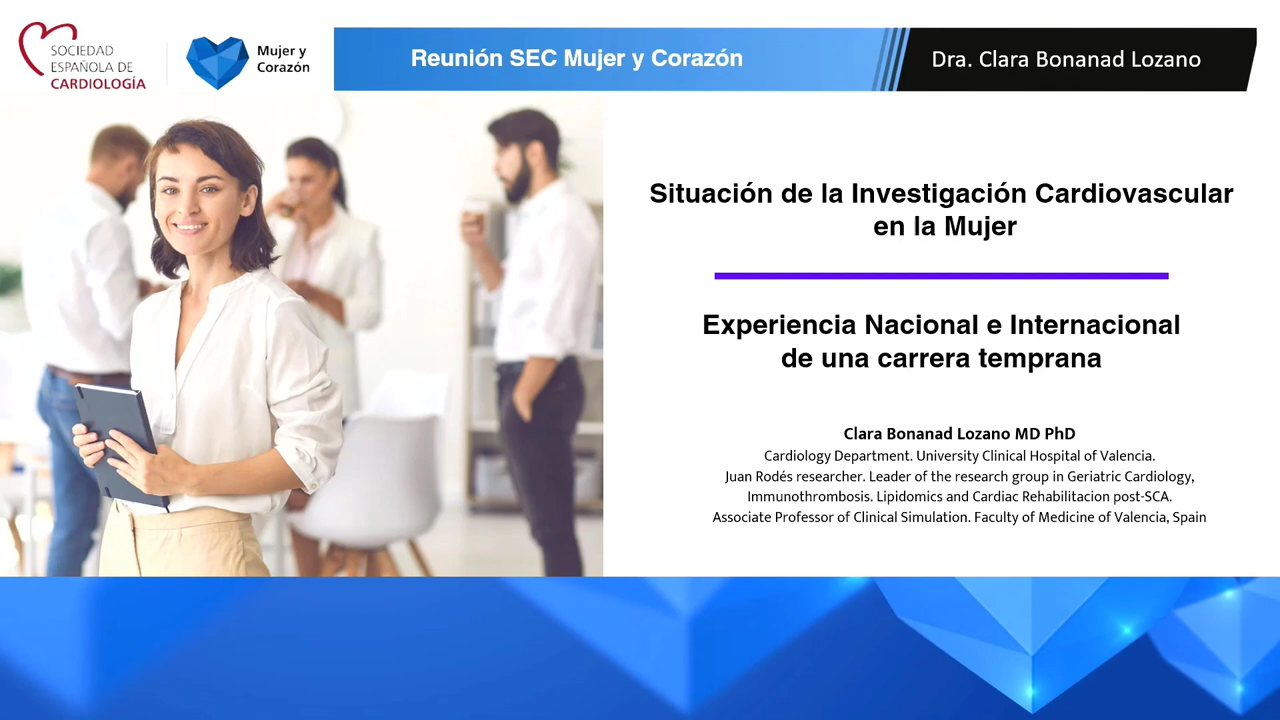 SOCIEDAD
ESPAÑOLA DE
CARDIOLOGÍA
Mujer y
Corazón
Reunión SEC Mujer y Corazón
Dra. Clara Bonanad Lozano
Situación de la Investigación Cardiovascular
en la Mujer
Experiencia Nacional e Internacional
de una carrera temprana
Clara Bonanad Lozano MD PhD
Cardiology Department. University Clinical Hospital of Valencia.
Juan Rodés researcher. Leader of the research group in Geriatric Cardiology,
Immunothrombosis. Lipidomics and Cardiac Rehabilitacion post-SCA.
Associate Professor of Clinical Simulation. Faculty of Medicine of Valencia, Spain